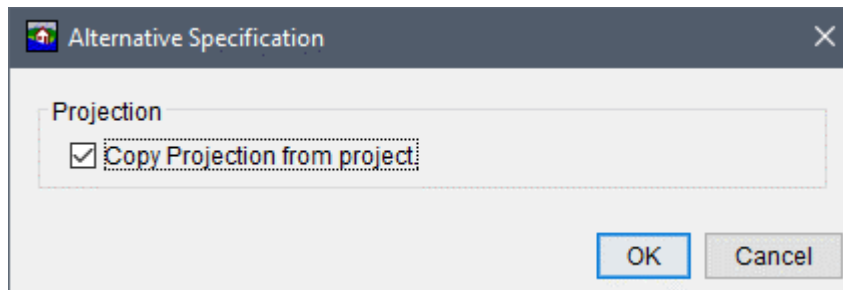 Alternative Specification
Projection
Copy Projection from project
OK Cancel